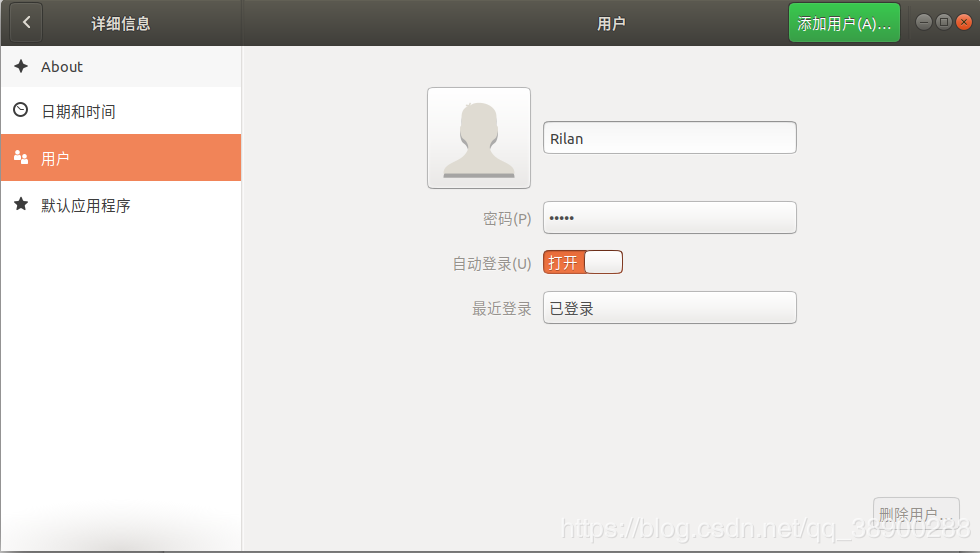 详细信息
用户
添加用户(A)...
About
日期和时间
用户
默认应用程序
Rilan
密码(P)
•••••
自动登录(U)
打开
最近登录
已登录
删除用户...
https://blog.csdn.net/qq_38900288